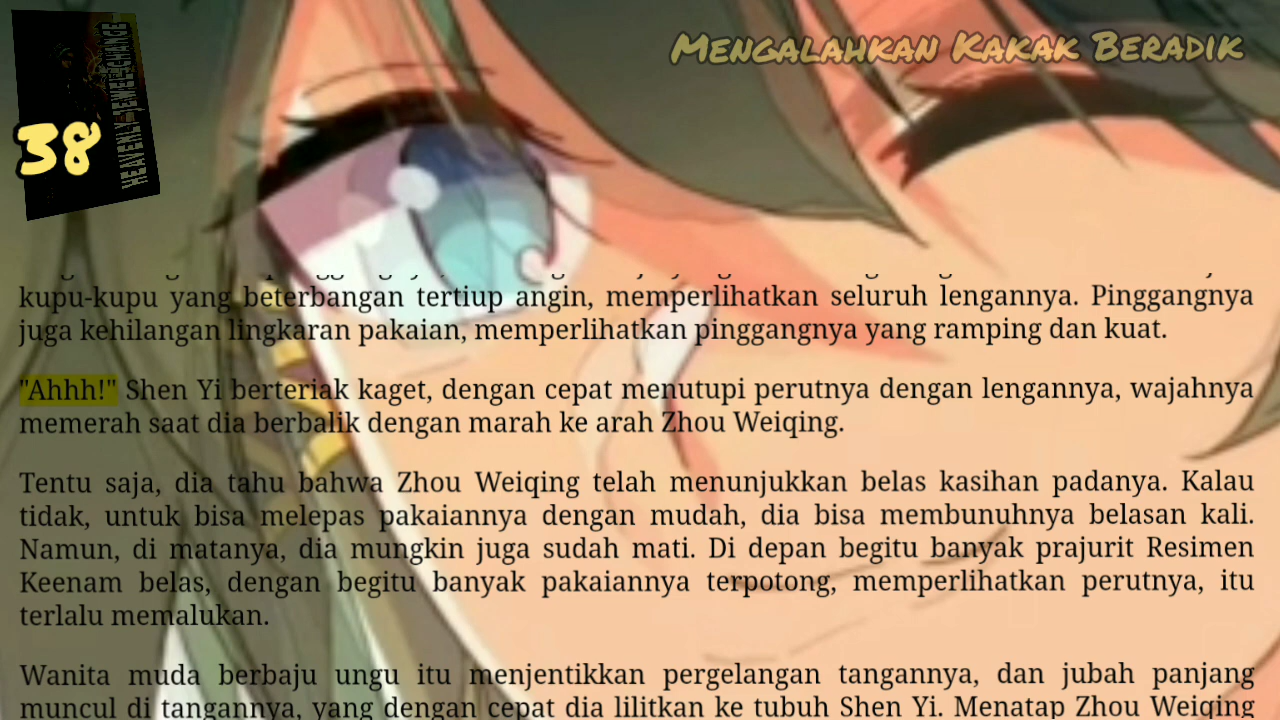 Mengalahkan Kakak Beradik
HEAVENLY JEWEL CHANGE
38
kupu-kupu yang beterbangan tertiup angin, memperlihatkan seluruh lengannya. Pinggangnya
juga kehilangan lingkaran pakaian, memperlihatkan pinggangnya yang ramping dan kuat.
"Ahhh!" Shen Yi berteriak kaget, dengan cepat menutupi perutnya dengan lengannya, wajahnya
memerah saat dia berbalik dengan marah ke arah Zhou Weiqing.
Tentu saja, dia tahu bahwa Zhou Weiqing telah menunjukkan belas kasihan padanya. Kalau
tidak, untuk bisa melepas pakaiannya dengan mudah, dia bisa membunuhnya belasan kali.
Namun, di matanya, dia mungkin juga sudah mati. Di depan begitu banyak prajurit Resimen
Keenam belas, dengan begitu banyak pakaiannya terpotong, memperlihatkan perutnya, itu
terlalu memalukan.
Wanita muda berbaju ungu itu menjentikkan pergelangan tangannya, dan jubah panjang
muncul di tangannya, yang dengan cepat dia lilitkan ke tubuh Shen Yi. Menatap Zhou Weiqing